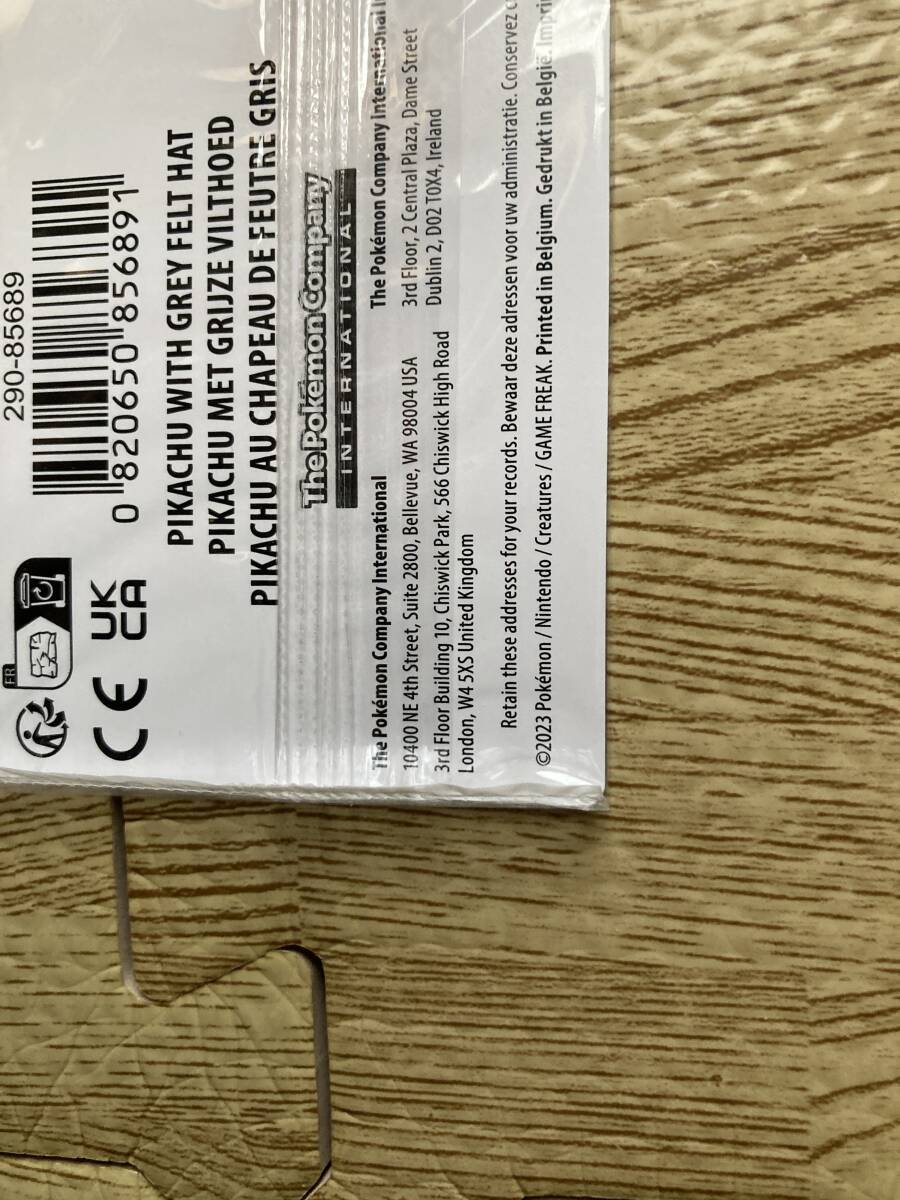 290-85689
0 820650 856891
FR
CE
UK
CA
PIKACHU WITH GREY FELT HAT
PIKACHU MET GRIJZE VILTHOED
PIKACHU AU CHAPEAU DE FEUTRE GRIS
The Pokémon Company
INTERNATIONAL
The Pokémon Company International
10400 NE 4th Street, Suite 2800, Bellevue, WA 98004 USA
3rd Floor Building 10, Chiswick Park, 566 Chiswick High Road
London, W4 5XS United Kingdom
The Pokémon Company International
3rd Floor, 2 Central Plaza, Dame Street
Dublin 2, D02 T0X4, Ireland
Retain these addresses for your records. Bewaar deze adressen voor uw administratie. Conservez
©2023 Pokémon / Nintendo / Creatures / GAME FREAK. Printed in Belgium. Gedrukt in België.